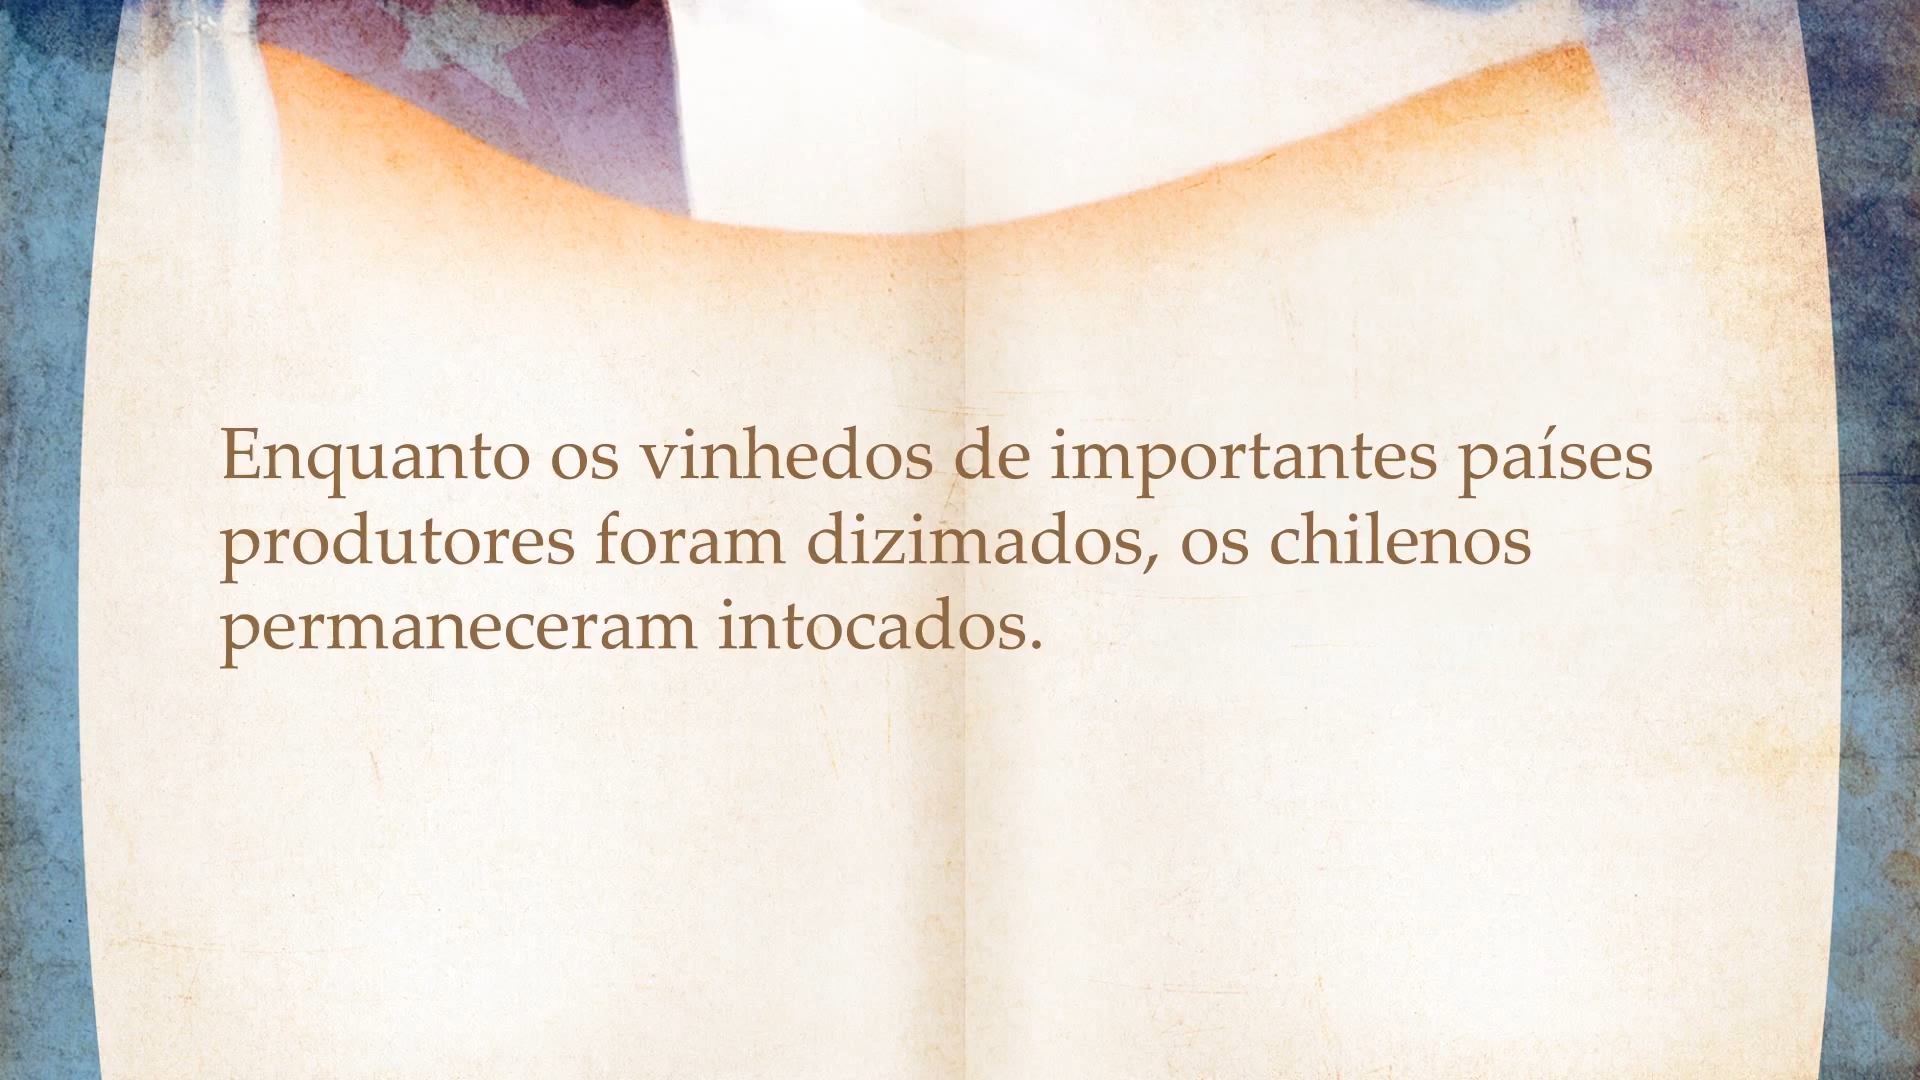 Enquanto os vinhedos de importantes países
produtores foram dizimados, os chilenos
permaneceram intocados.